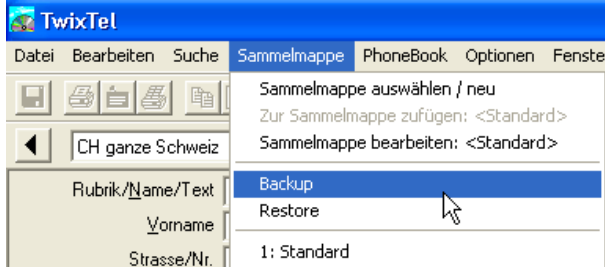 TwixTel
Datei Bearbeiten Suche Sammelmappe PhoneBook Optionen Fenste
Sammelmappe auswählen / neu
Zur Sammelmappe zufügen: <Standard>
CH ganze Schweiz Sammelmappe bearbeiten: <Standard>
Rubrik/Name/Text Backup
Vorname Restore
Strasse/Nr. 1: Standard